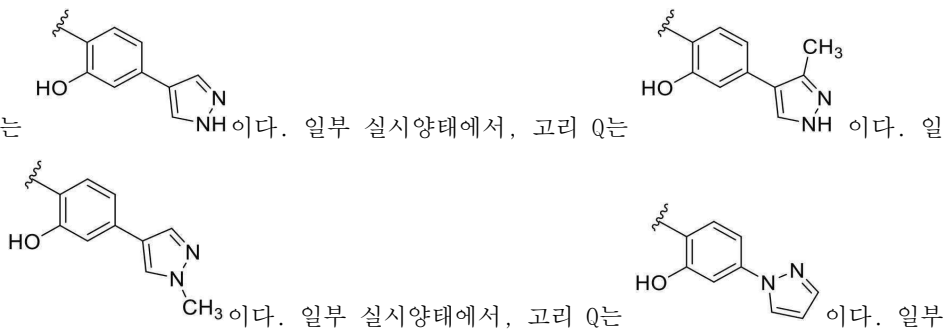 HO N NH CH3 HO N NH
는 이다. 일부 실시양태에서, 고리 Q는 이다. 일
HO N N CH3 HO N N
이다. 일부 실시양태에서, 고리 Q는 이다. 일부